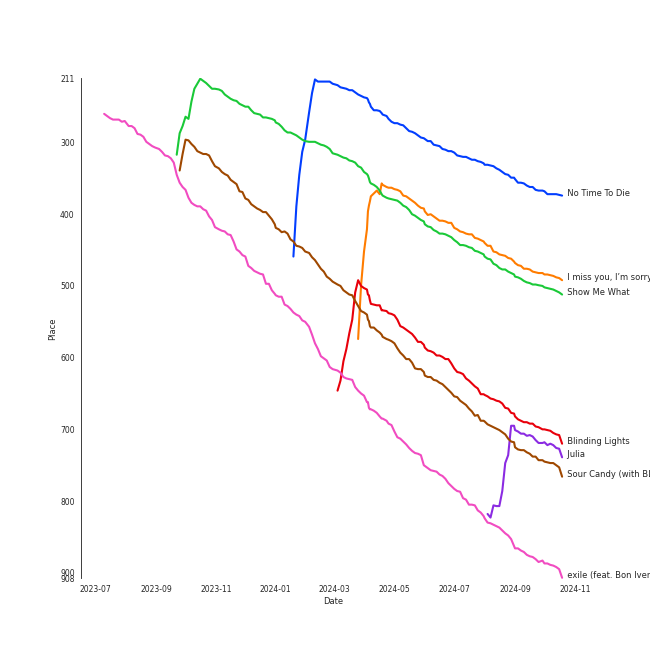 211
300
400
500
600
700
800
900
908
Place
2023-07
2023-09
2023-11
2024-01
2024-03
2024-05
2024-07
2024-09
2024-11
Date
No Time To Die
I miss you, I'm sorry
Show Me What
Blinding Lights
Julia
Sour Candy (with Bl
exile (feat. Bon Iver